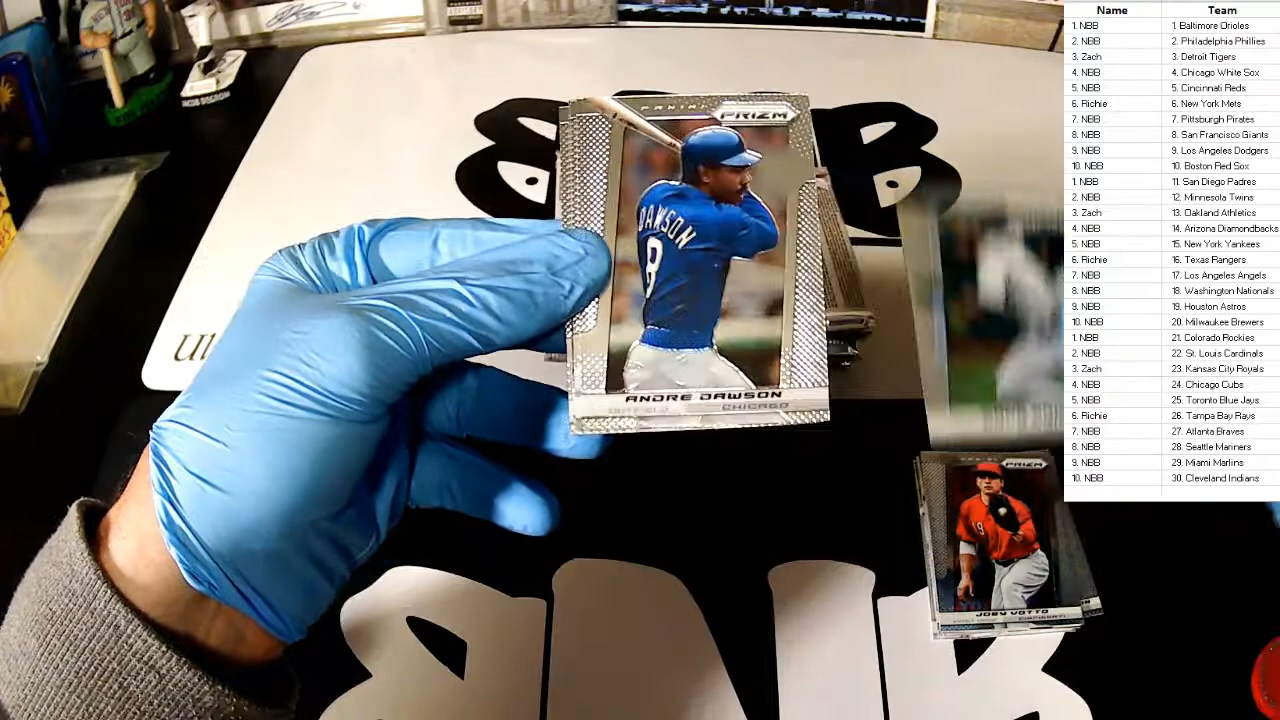 JACOB DEGROM
PANINI
PRIZM
DAWSON
8
ANDRE DAWSON
OUTFIELD CHICAGO
PRIZM
19
JOEY VOTTO
CINCINNATI
Name Team
1. NBB 1. Baltimore Orioles
2. NBB 2. Philadelphia Phillies
3. Zach 3. Detroit Tigers
4. NBB 4. Chicago White Sox
5. NBB 5. Cincinnati Reds
6. Richie 6. New York Mets
7. NBB 7. Pittsburgh Pirates
8. NBB 8. San Francisco Giants
9. NBB 9. Los Angeles Dodgers
10. NBB 10. Boston Red Sox
1. NBB 11. San Diego Padres
2. NBB 12. Minnesota Twins
3. Zach 13. Oakland Athletics
4. NBB 14. Arizona Diamondbacks
5. NBB 15. New York Yankees
6. Richie 16. Texas Rangers
7. NBB 17. Los Angeles Angels
8. NBB 18. Washington Nationals
9. NBB 19. Houston Astros
10. NBB 20. Milwaukee Brewers
1. NBB 21. Colorado Rockies
2. NBB 22. St. Louis Cardinals
3. Zach 23. Kansas City Royals
4. NBB 24. Chicago Cubs
5. NBB 25. Toronto Blue Jays
6. Richie 26. Tampa Bay Rays
7. NBB 27. Atlanta Braves
8. NBB 28. Seattle Mariners
9. NBB 29. Miami Marlins
10. NBB 30. Cleveland Indians